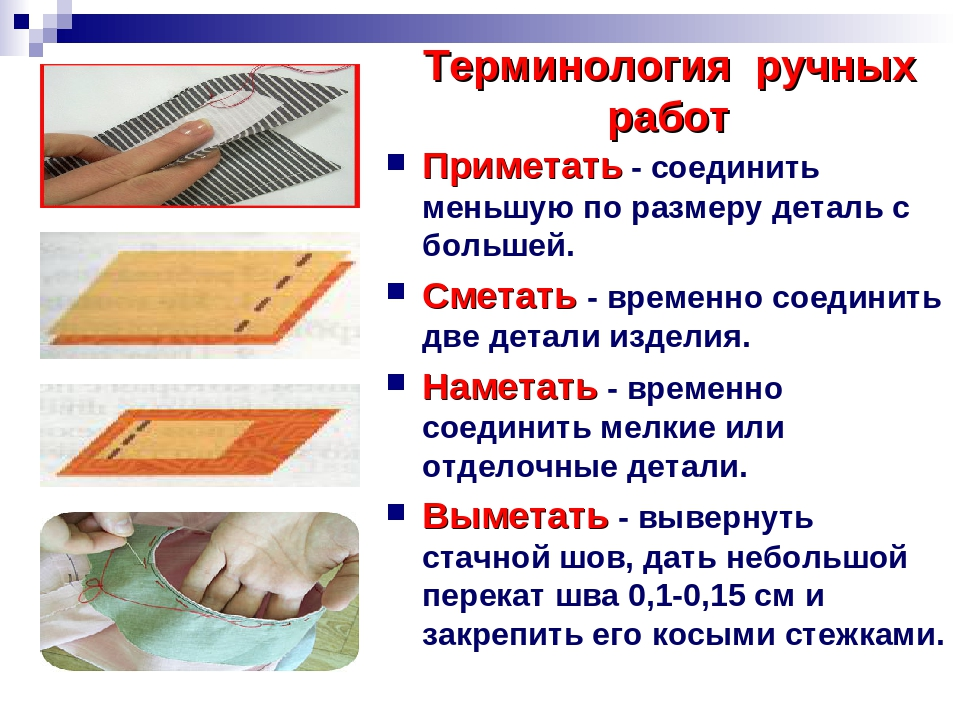 Терминология ручных
работ
Приметать - соединить
меньшую по размеру деталь с
большей.
Сметать - временно соединить
две детали изделия.
Наметать - временно
соединить мелкие или
отделочные детали.
Выметать - вывернуть
стачной шов, дать небольшой
перекат шва 0,1-0,15 см и
закрепить его косыми стежками.